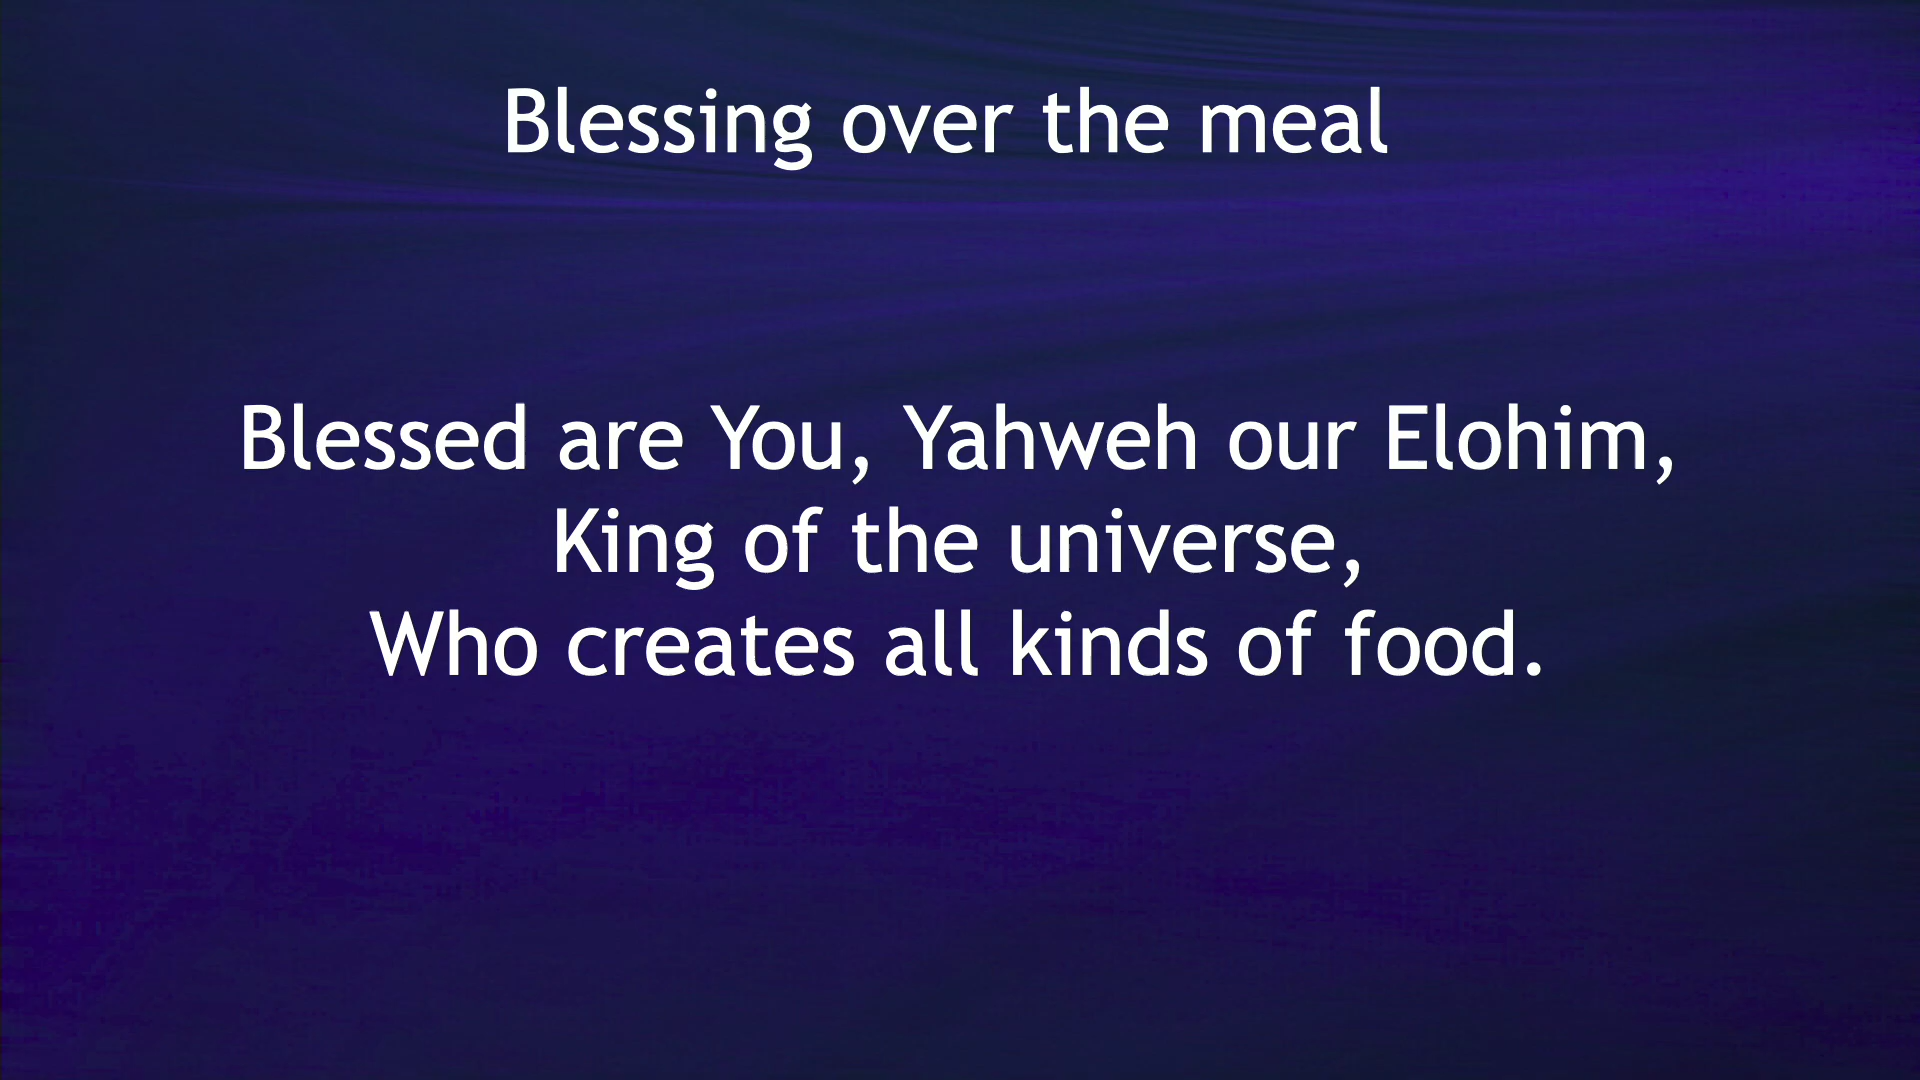 Blessing over the meal
Blessed are You, Yahweh our Elohim,
King of the universe,
Who creates all kinds of food.